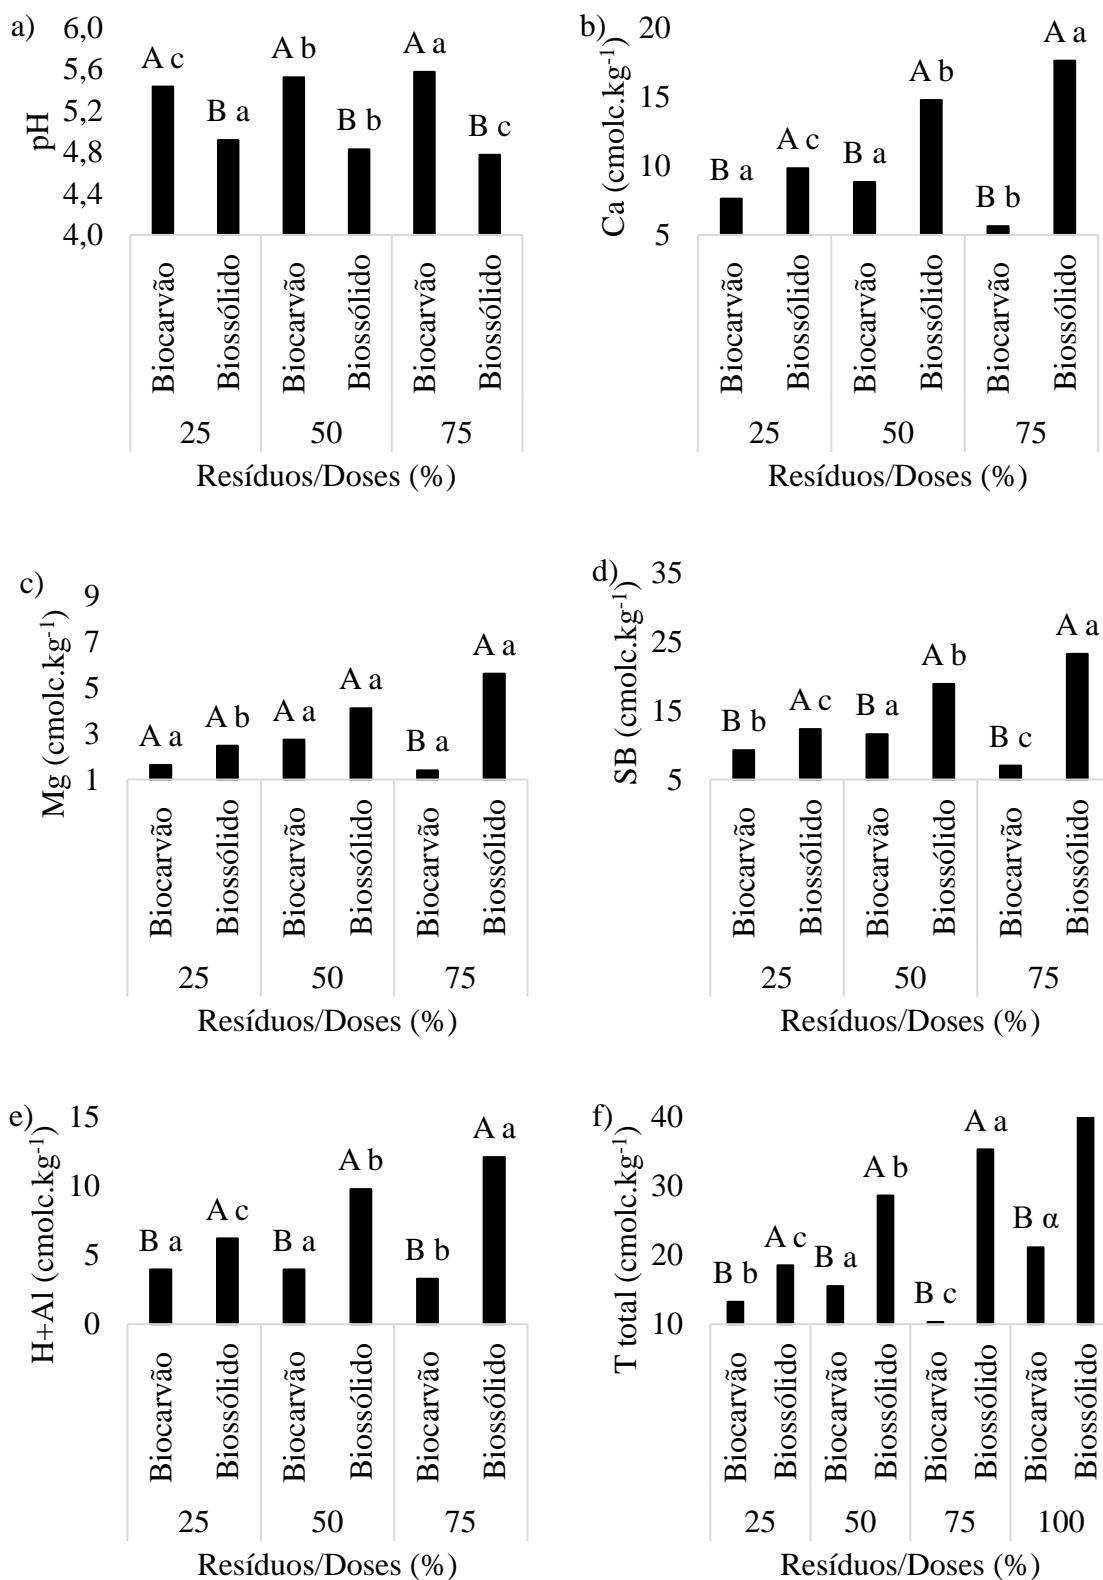 a)
pH
6,0
5,6
5,2
4,8
4,4
4,0
A c
B a
A b
B b
A a
B c
Biocarvão
Biossólido
Biocarvão
Biossólido
Biocarvão
Biossólido
25 50 75
Resíduos/Doses (%)
b)
Ca (cmolc.kg-1)
20
15
10
5
B a
A c
B a
A b
B b
A a
Biocarvão
Biossólido
Biocarvão
Biossólido
Biocarvão
Biossólido
25 50 75
Resíduos/Doses (%)
c)
Mg (cmolc.kg-1)
9
7
5
3
1
A a
A b
A a
A a
B a
A a
Biocarvão
Biossólido
Biocarvão
Biossólido
Biocarvão
Biossólido
25 50 75
Resíduos/Doses (%)
d)
SB (cmolc.kg-1)
35
25
15
5
B b
A c
B a
A b
B c
A a
Biocarvão
Biossólido
Biocarvão
Biossólido
Biocarvão
Biossólido
25 50 75
Resíduos/Doses (%)
e)
H+Al (cmolc.kg-1)
15
10
5
0
B a
A c
B a
A b
B b
A a
Biocarvão
Biossólido
Biocarvão
Biossólido
Biocarvão
Biossólido
25 50 75
Resíduos/Doses (%)
f)
T total (cmolc.kg-1)
40
30
20
10
B b
A c
B a
A b
B c
A a
B α
Biocarvão
Biossólido
Biocarvão
Biossólido
Biocarvão
Biossólido
Biocarvão
Biossólido
25 50 75 100
Resíduos/Doses (%)